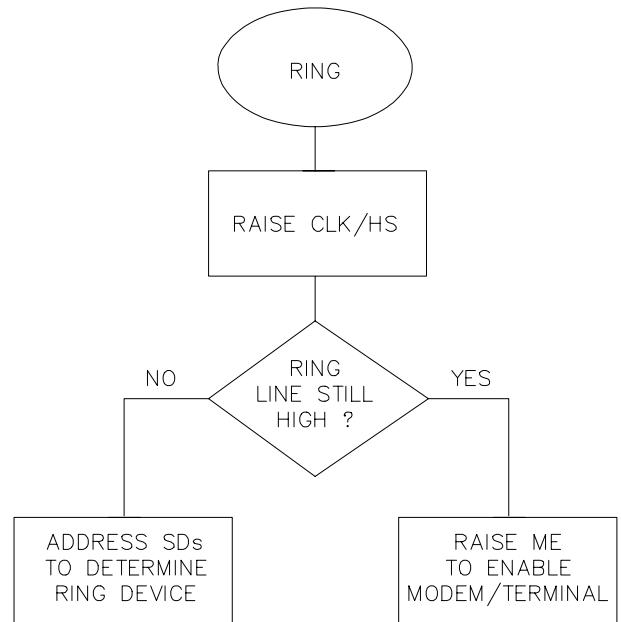 RING
RAISE CLK/HS
RING
LINE STILL
HIGH ?
NO
YES
ADDRESS SDs
TO DETERMINE
RING DEVICE
RAISE ME
TO ENABLE
MODEM/TERMINAL